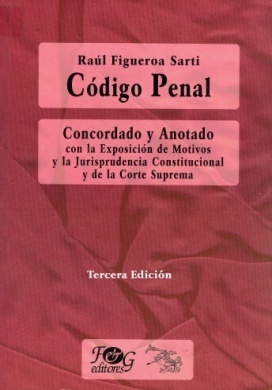 Raúl Figueroa Sarti
Código Penal
Concordado y Anotado
con la Exposición de Motivos
y la Jurisprudencia Constitucional
y de la Corte Suprema
Tercera Edición
F&G
editores